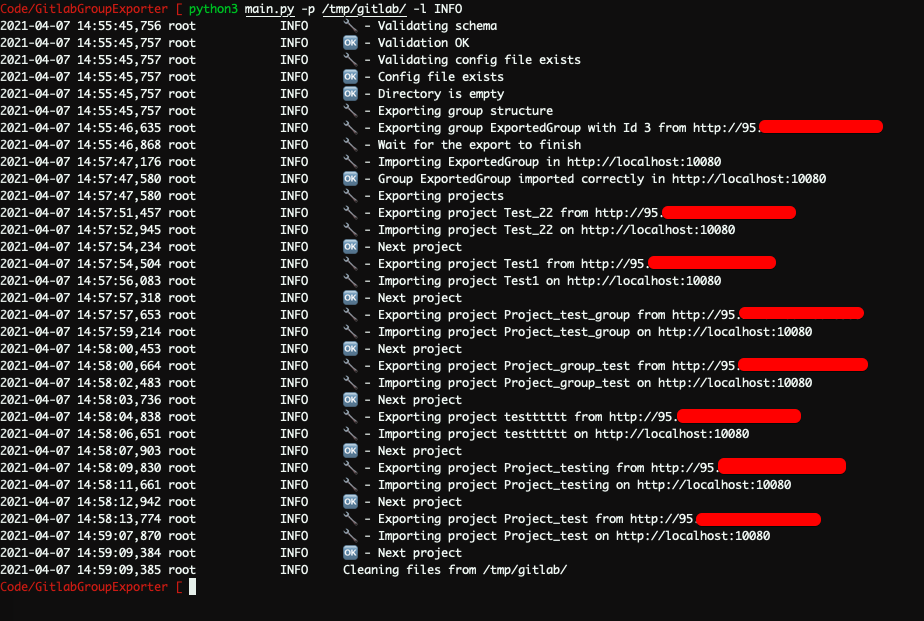 Code/GitlabGroupExporter [ python3 main.py -p /tmp/gitlab/ -l INFO
2021-04-07 14:55:45,756 root INFO 🔧 - Validating schema
2021-04-07 14:55:45,757 root INFO 🆗 - Validation OK
2021-04-07 14:55:45,757 root INFO 🔧 - Validating config file exists
2021-04-07 14:55:45,757 root INFO 🆗 - Config file exists
2021-04-07 14:55:45,757 root INFO 🆗 - Directory is empty
2021-04-07 14:55:45,757 root INFO 🔧 - Exporting group structure
2021-04-07 14:55:46,635 root INFO 🔧 - Exporting group ExportedGroup with Id 3 from http://95.
2021-04-07 14:55:46,868 root INFO 🔧 - Wait for the export to finish
2021-04-07 14:57:47,176 root INFO 🔧 - Importing ExportedGroup in http://localhost:10080
2021-04-07 14:57:47,580 root INFO 🆗 - Group ExportedGroup imported correctly in http://localhost:10080
2021-04-07 14:57:47,580 root INFO 🔧 - Exporting projects
2021-04-07 14:57:51,457 root INFO 🔧 - Exporting project Test_22 from http://95.
2021-04-07 14:57:52,945 root INFO 🔧 - Importing project Test_22 on http://localhost:10080
2021-04-07 14:57:54,234 root INFO 🆗 - Next project
2021-04-07 14:57:54,504 root INFO 🔧 - Exporting project Test1 from http://95.
2021-04-07 14:57:56,083 root INFO 🔧 - Importing project Test1 on http://localhost:10080
2021-04-07 14:57:57,318 root INFO 🆗 - Next project
2021-04-07 14:57:57,653 root INFO 🔧 - Exporting project Project_test_group from http://95.
2021-04-07 14:57:59,214 root INFO 🔧 - Importing project Project_test_group on http://localhost:10080
2021-04-07 14:58:00,453 root INFO 🆗 - Next project
2021-04-07 14:58:00,664 root INFO 🔧 - Exporting project Project_group_test from http://95.
2021-04-07 14:58:02,483 root INFO 🔧 - Importing project Project_group_test on http://localhost:10080
2021-04-07 14:58:03,736 root INFO 🆗 - Next project
2021-04-07 14:58:04,838 root INFO 🔧 - Exporting project testttttt from http://95.
2021-04-07 14:58:06,651 root INFO 🔧 - Importing project testttttt on http://localhost:10080
2021-04-07 14:58:07,903 root INFO 🆗 - Next project
2021-04-07 14:58:09,830 root INFO 🔧 - Exporting project Project_testing from http://95.
2021-04-07 14:58:11,661 root INFO 🔧 - Importing project Project_testing on http://localhost:10080
2021-04-07 14:58:12,942 root INFO 🆗 - Next project
2021-04-07 14:58:13,774 root INFO 🔧 - Exporting project Project_test from http://95
2021-04-07 14:59:07,870 root INFO 🔧 - Importing project Project_test on http://localhost:10080
2021-04-07 14:59:09,384 root INFO 🆗 - Next project
2021-04-07 14:59:09,385 root INFO Cleaning files from /tmp/gitlab/
Code/GitlabGroupExporter [